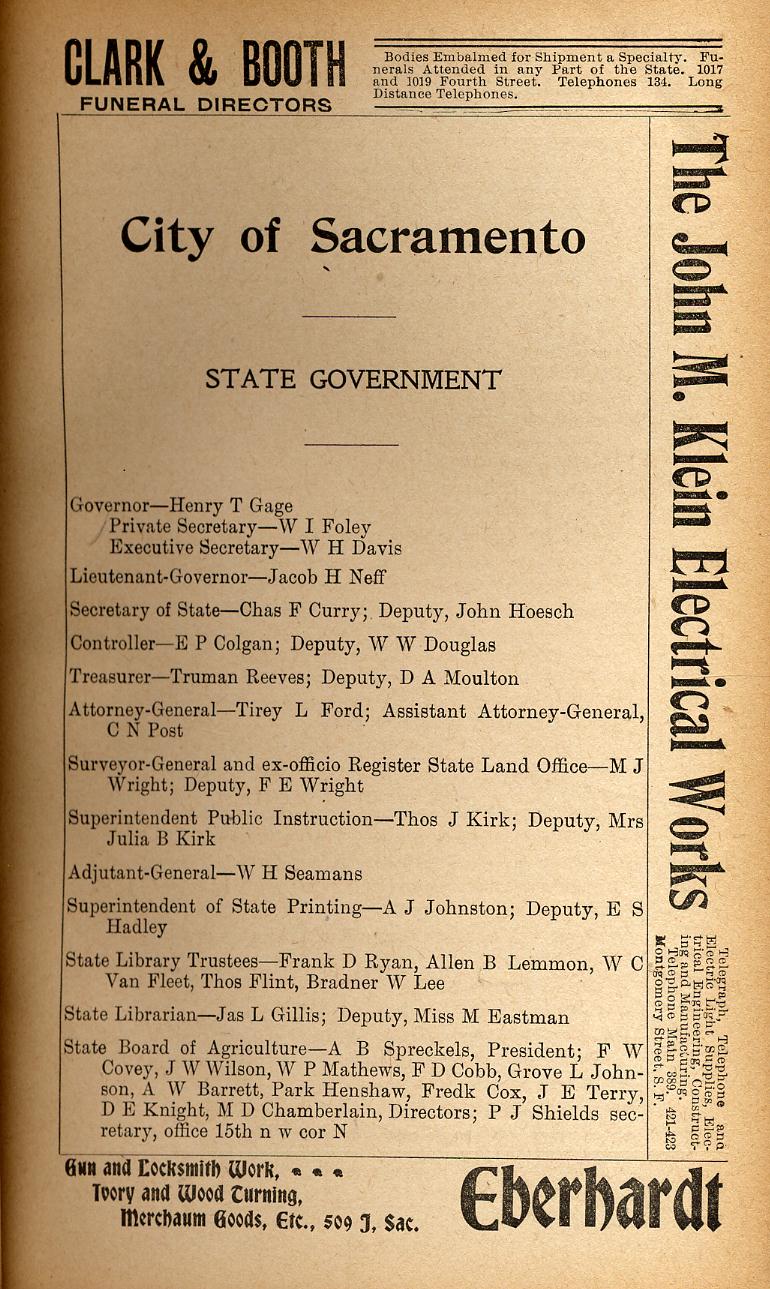 CLARK & BOOTH
FUNERAL DIRECTORS
Bodies Embalmed for Shipment a Specialty. Fu-
nerals Attended in any Part of the State. 1017
and 1019 Fourth Street. Telephones 134. Long
Distance Telephones.
City of Sacramento
STATE GOVERNMENT
Governor—Henry T Gage
Private Secretary—W I Foley
Executive Secretary—W H Davis
Lieutenant-Governor—Jacob H Neff
Secretary of State—Chas F Curry; Deputy, John Hoesch
Controller—E P Colgan; Deputy, W W Douglas
Treasurer—Truman Reeves; Deputy, D A Moulton
Attorney-General—Tirey L Ford; Assistant Attorney-General,
C N Post
Surveyor-General and ex-officio Register State Land Office—M J
Wright; Deputy, F E Wright
Superintendent Public Instruction—Thos J Kirk; Deputy, Mrs
Julia B Kirk
Adjutant-General—W H Seamans
Superintendent of State Printing—A J Johnston; Deputy, E S
Hadley
State Library Trustees—Frank D Ryan, Allen B Lemmon, W C
Van Fleet, Thos Flint, Bradner W Lee
State Librarian—Jas L Gillis; Deputy, Miss M Eastman
State Board of Agriculture—A B Spreckels, President; F W
Covey, J W Wilson, W P Mathews, F D Cobb, Grove L John-
son, A W Barrett, Park Henshaw, Fredk Cox, J E Terry,
D E Knight, M D Chamberlain, Directors; P J Shields sec-
retary, office 15th n w cor N
The John M. Klein Electrical Works
Telegraph, Telephone and
Electric Light Supplies, Elec-
trical Engineering, Construct-
ing and Manufacturing.
Telephone Main 389. 421-423
Montgomery Street, S. F.
Gun and Locksmith Work,
Ivory and Wood Turning,
Merchaum Goods, Etc., 509 J, Sac.
Eberhardt